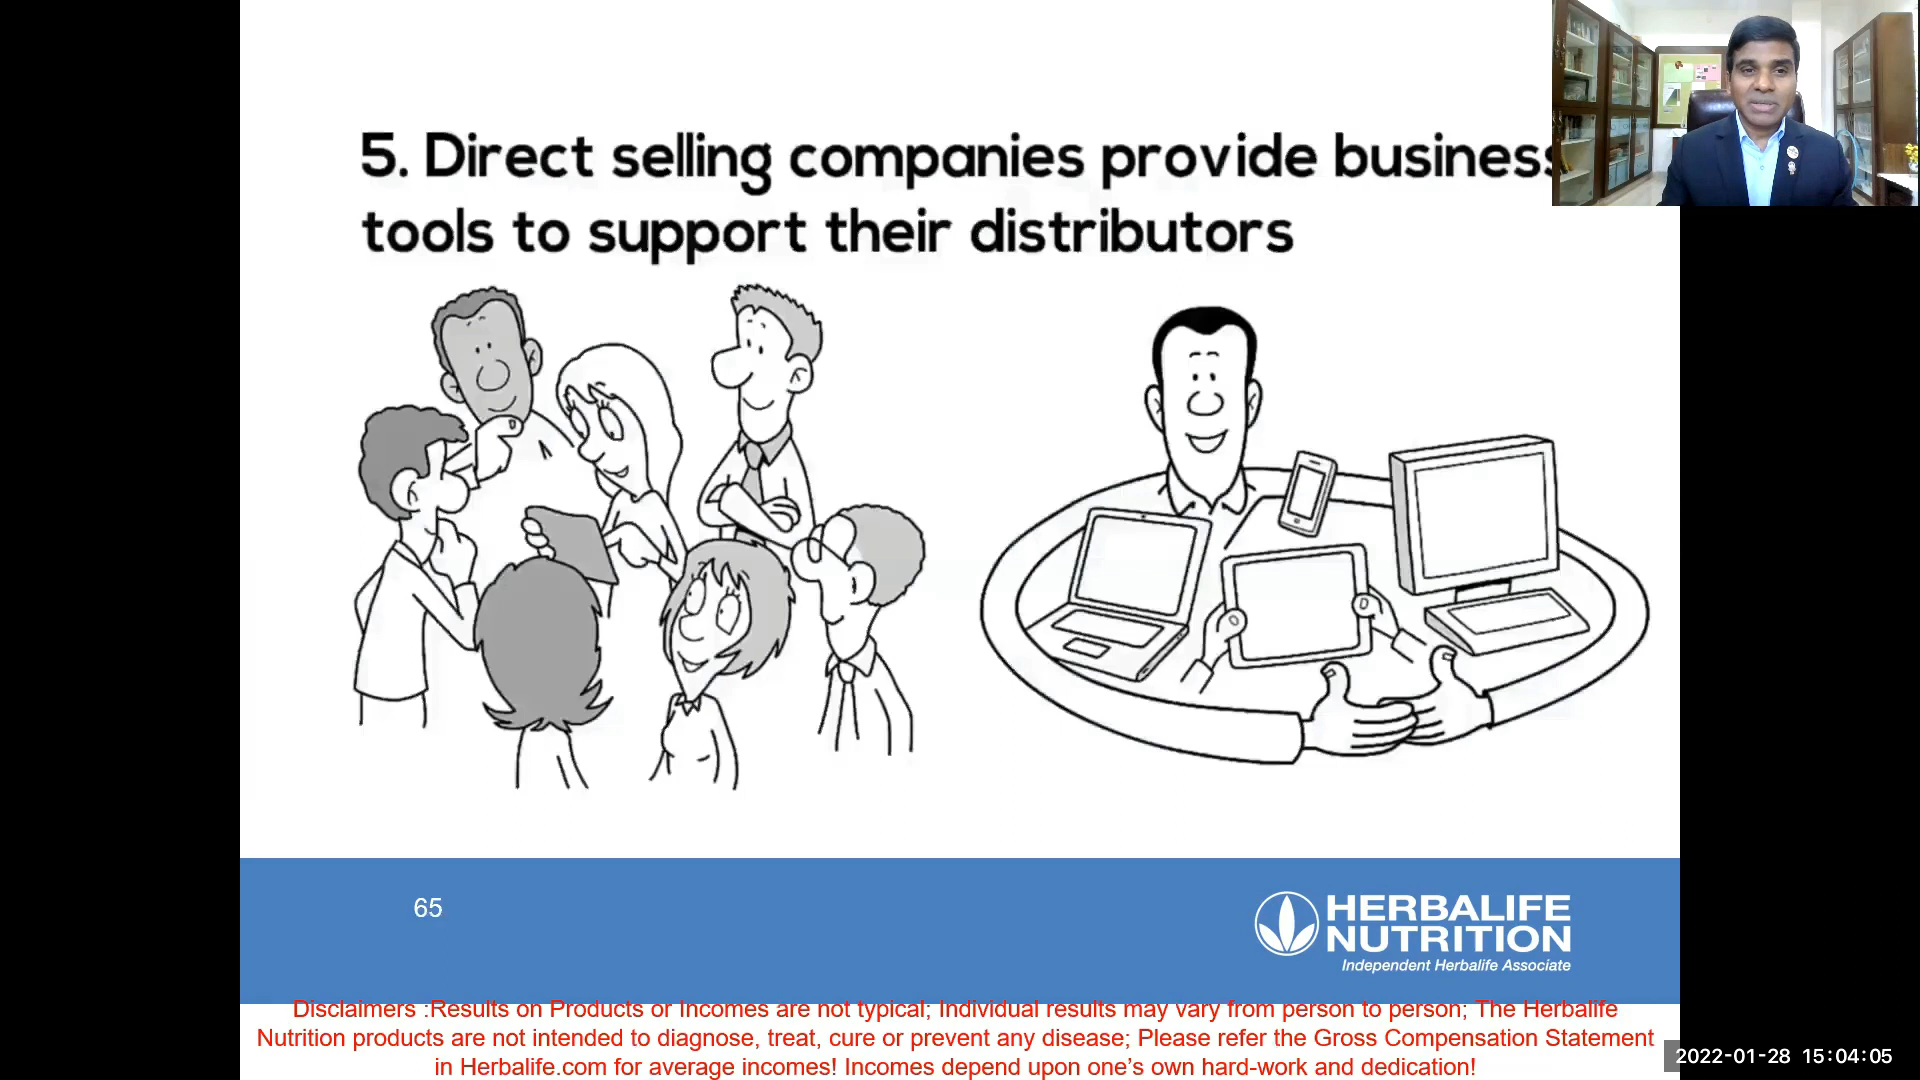 5. Direct selling companies provide business
tools to support their distributors
65
HERBALIFE
NUTRITION
Independent Herbalife Associate
Disclaimers :Results on Products or Incomes are not typical; Individual results may vary from person to person; The Herbalife
Nutrition products are not intended to diagnose, treat, cure or prevent any disease; Please refer the Gross Compensation Statement
in Herbalife.com for average incomes! Incomes depend upon one’s own hard-work and dedication!
2022-01-28 15:04:05